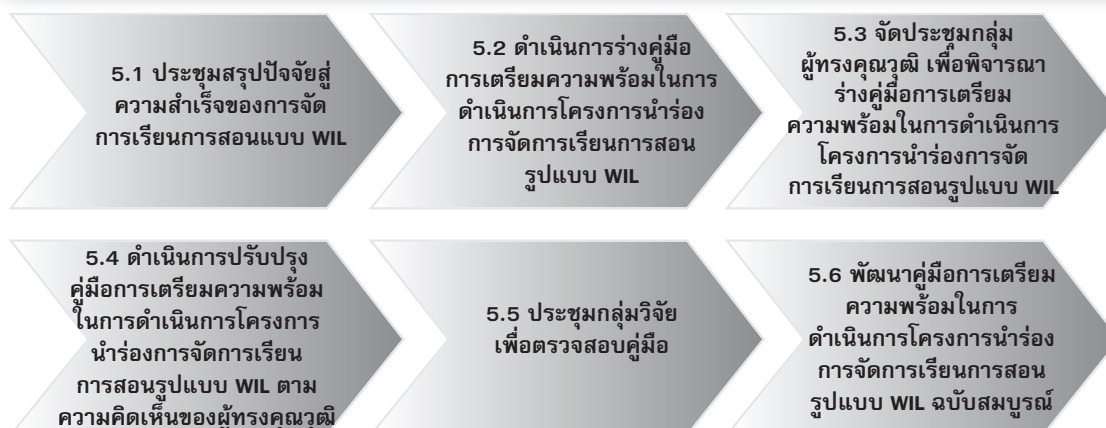 5.1 ประชุมสรุปปัจจัยสู่
ความสำเร็จของการจัด
การเรียนการสอนแบบ WIL
5.2 ดำเนินการร่างคู่มือ
การเตรียมความพร้อมในการ
ดำเนินการโครงการนำร่อง
การจัดการเรียนการสอน
รูปแบบ WIL
5.3 จัดประชุมกลุ่ม
ผู้ทรงคุณวุฒิ เพื่อพิจารณา
ร่างคู่มือการเตรียม
ความพร้อมในการดำเนินการ
โครงการนำร่องการจัด
การเรียนการสอนรูปแบบ WIL
5.4 ดำเนินการปรับปรุง
คู่มือการเตรียมความพร้อม
ในการดำเนินการโครงการ
นำร่องการจัดการเรียน
การสอนรูปแบบ WIL ตาม
ความคิดเห็นของผู้ทรงคุณวุฒิ
5.5 ประชุมกลุ่มวิจัย
เพื่อตรวจสอบคู่มือ
5.6 พัฒนาคู่มือการเตรียม
ความพร้อมในการ
ดำเนินการโครงการนำร่อง
การจัดการเรียนการสอน
รูปแบบ WIL ฉบับสมบูรณ์